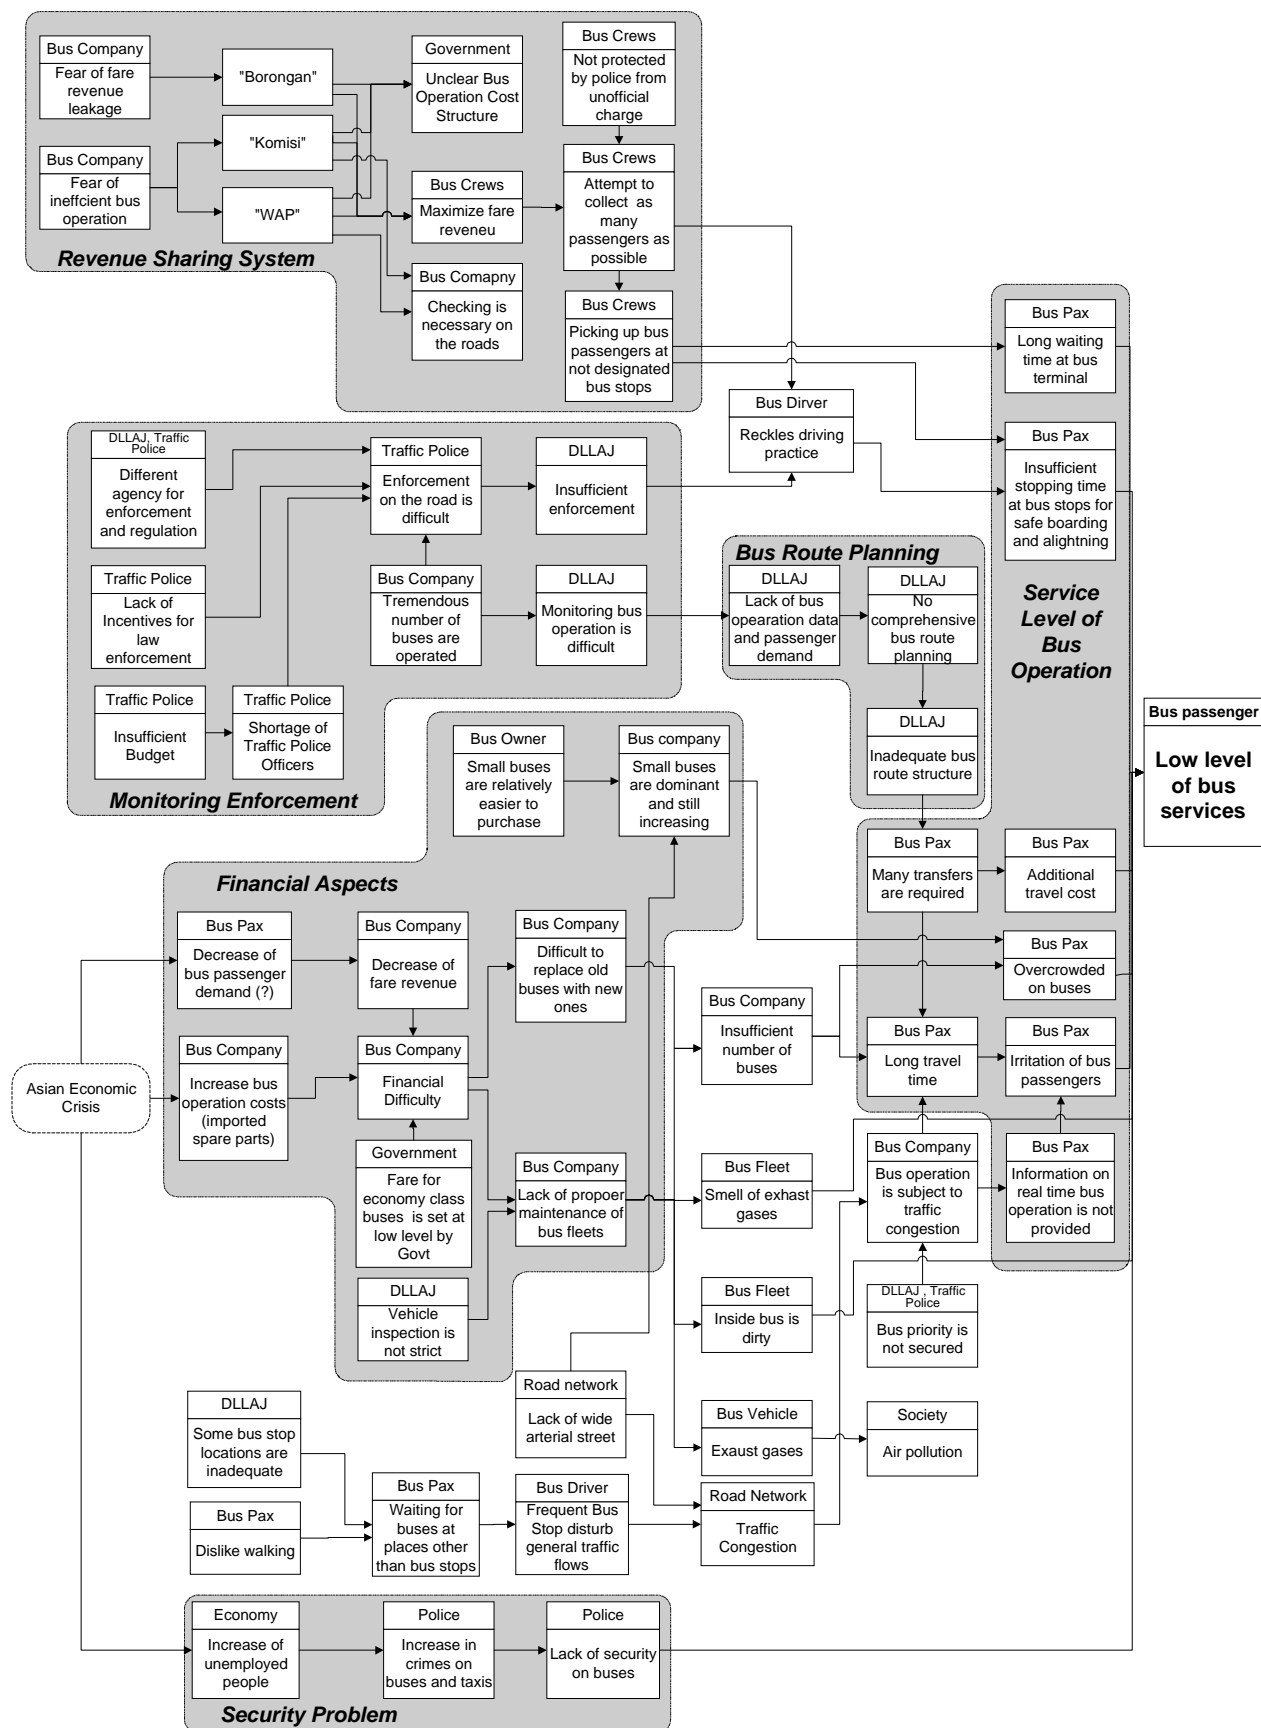 Bus Company
Fear of fare
revenue
leakage
"Borongan"
Government
Unclear Bus
Operation Cost
Structure
Bus Crews
Not protected
by police from
unofficial
charge
Bus Company
Fear of
ineffcient bus
operation
"Komisi"
"WAP"
Bus Crews
Maximize fare
reveneu
Bus Crews
Attempt to
collect as
many
passengers as
possible
Revenue Sharing System
Bus Comapny
Checking is
necessary on
the roads
Bus Crews
Picking up bus
passengers at
not designated
bus stops
Bus Pax
Long waiting
time at bus
terminal
Bus Dirver
Reckles driving
practice
Bus Pax
Insufficient
stopping time
at bus stops for
safe boarding
and alightning
DLLAJ, Traffic
Police
Different
agency for
enforcement
and regulation
Traffic Police
Enforcement
on the road is
difficult
DLLAJ
Insufficient
enforcement
Traffic Police
Lack of
Incentives for
law
enforcement
Bus Company
Tremendous
number of
buses are
operated
DLLAJ
Monitoring bus
operation is
difficult
Bus Route Planning
DLLAJ
Lack of bus
opearation data
and passenger
demand
DLLAJ
No
comprehensive
bus route
planning
Service
Level of
Bus
Operation
Traffic Police
Insufficient
Budget
Traffic Police
Shortage of
Traffic Police
Officers
Monitoring Enforcement
Bus Owner
Small buses
are relatively
easier to
purchase
Bus company
Small buses
are dominant
and still
increasing
DLLAJ
Inadequate bus
route structure
Bus passenger
Low level
of bus
services
Financial Aspects
Bus Pax
Many transfers
are required
Bus Pax
Additional
travel cost
Bus Pax
Decrease of
bus passenger
demand (?)
Bus Company
Decrease of
fare revenue
Bus Company
Difficult to
replace old
buses with new
ones
Bus Pax
Overcrowded
on buses
Asian Economic
Crisis
Bus Company
Increase bus
operation costs
(imported
spare parts)
Bus Company
Financial
Difficulty
Bus Company
Insufficient
number of
buses
Bus Pax
Long travel
time
Bus Pax
Irritation of bus
passengers
Government
Fare for
economy class
buses is set at
low level by
Govt
Bus Company
Lack of propoer
maintenance of
bus fleets
Bus Fleet
Smell of exhast
gases
Bus Company
Bus operation
is subject to
traffic
congestion
Bus Pax
Information on
real time bus
operation is not
provided
DLLAJ
Vehicle
inspection is
not strict
Bus Fleet
Inside bus is
dirty
DLLAJ , Traffic
Police
Bus priority is
not secured
DLLAJ
Some bus stop
locations are
inadequate
Road network
Lack of wide
arterial street
Bus Vehicle
Exaust gases
Society
Air pollution
Bus Pax
Dislike walking
Bus Pax
Waiting for
buses at
places other
than bus stops
Bus Driver
Frequent Bus
Stop disturb
general traffic
flows
Road Network
Traffic
Congestion
Economy
Increase of
unemployed
people
Police
Increase in
crimes on
buses and taxis
Police
Lack of security
on buses
Security Problem